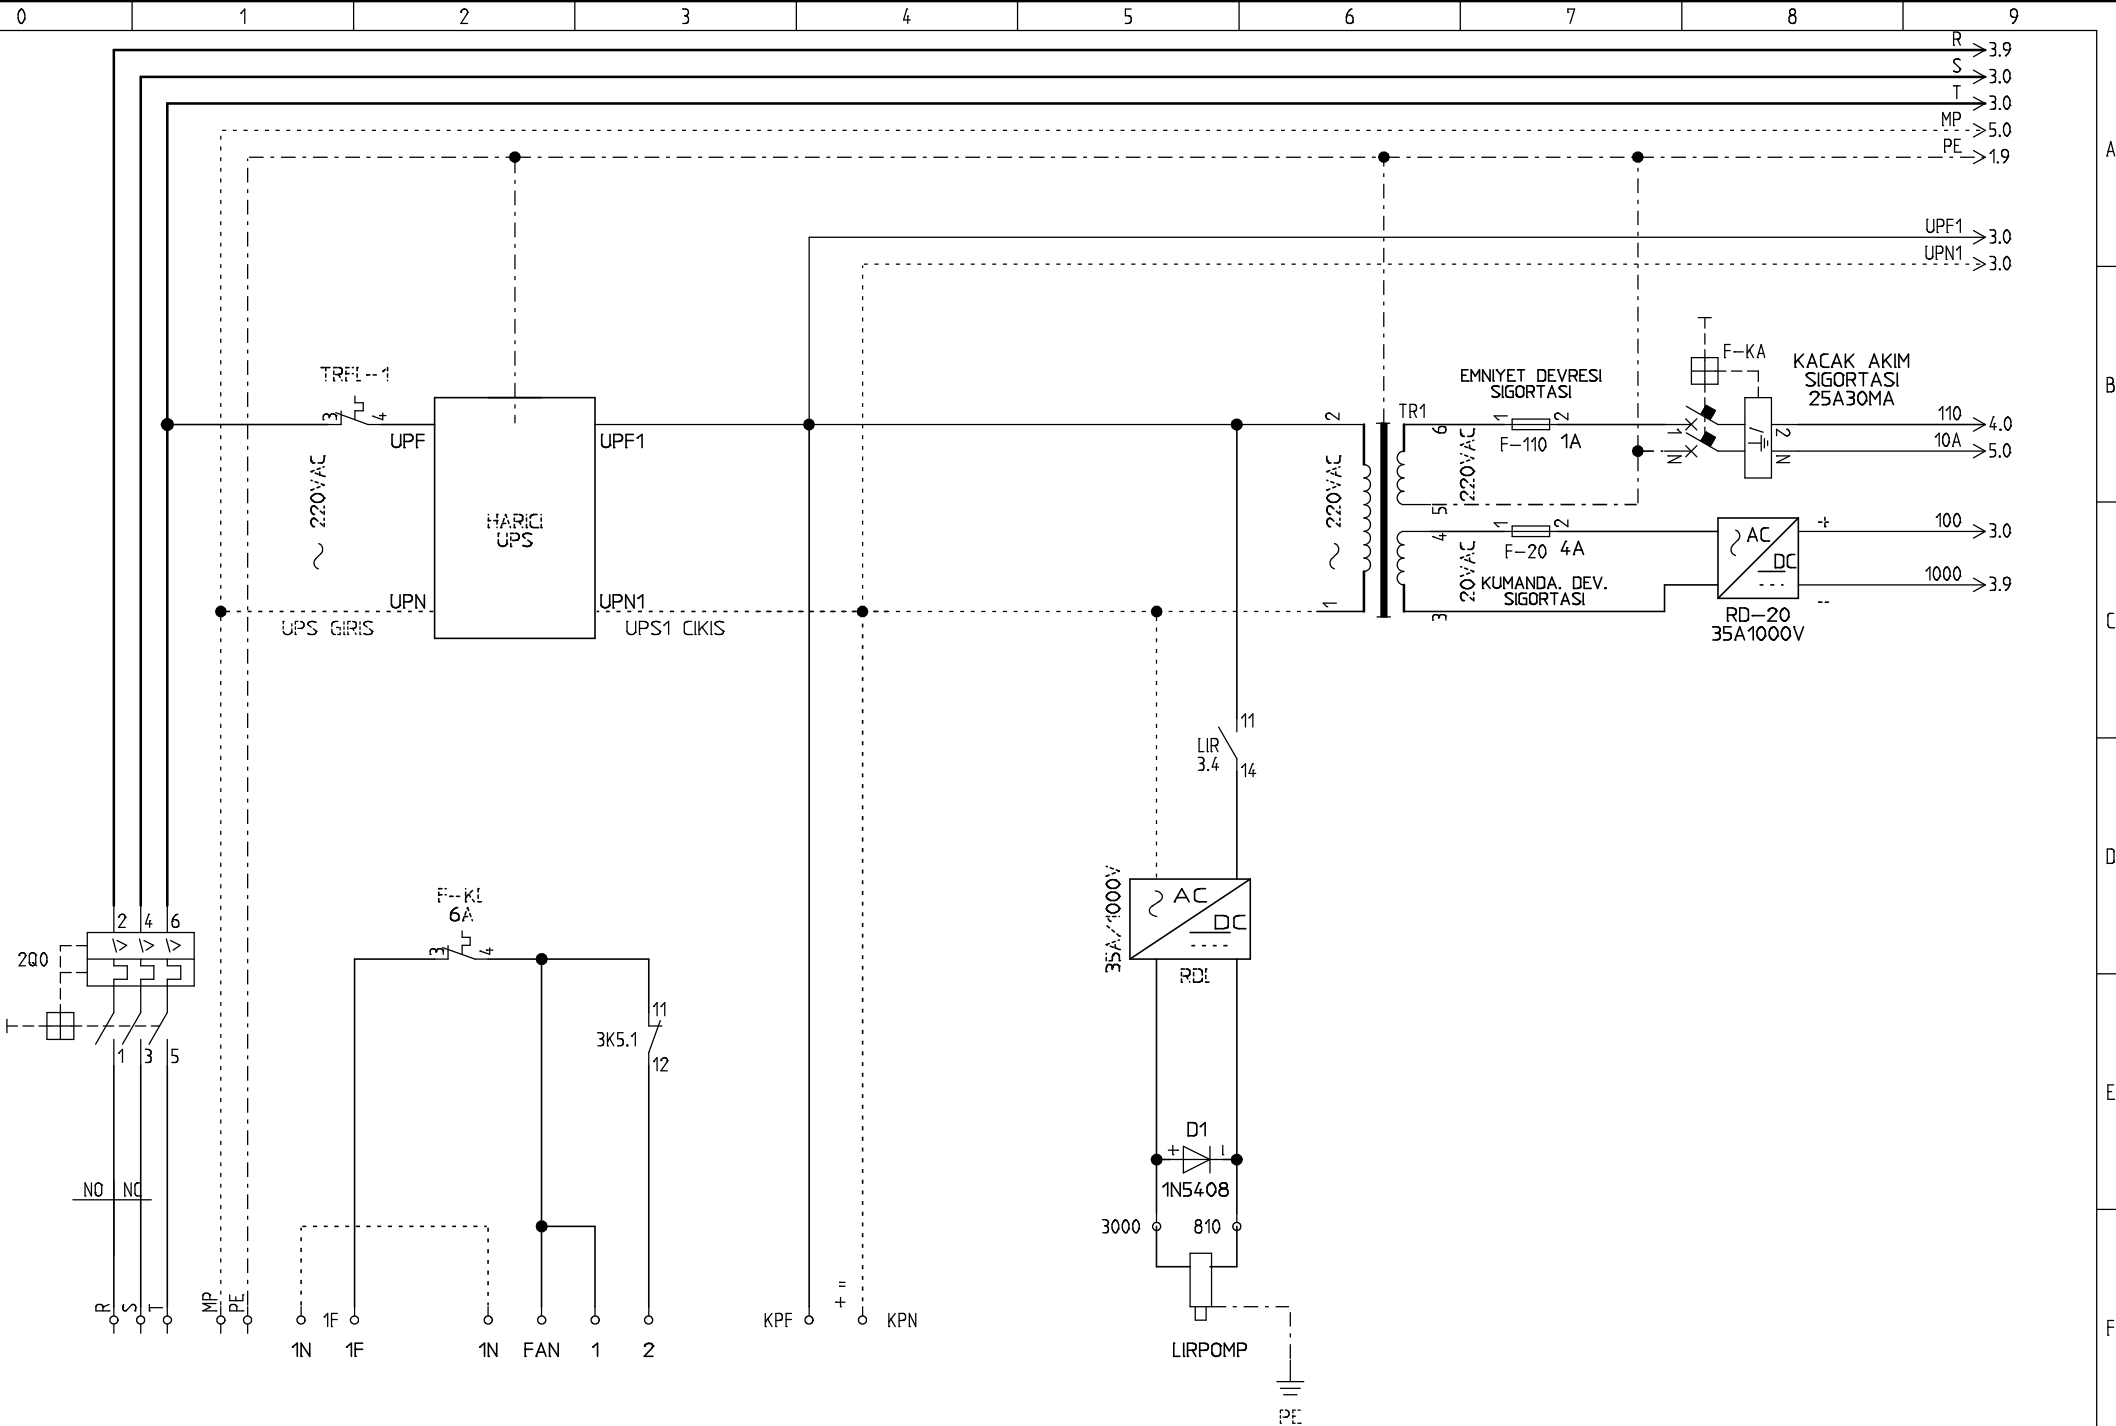 0 1 2 3 4 5 6 7 8 9
R 3.9
S 3.0
T 3.0
MP 5.0
PE 1.9
A
UPF1 3.0
UPN1 3.0
F-KA
KACAK AKIM
SIGORTASI
25A30MA
B
TRFL-1
3 4
UPF
UPF1
~ 220VAC
HARICI
UPS
UPN
UPN1
UPS GIRIS
UPS1 CIKIS
2
1
~ 220VAC
TR1
EMNIYET DEVRESI
SIGORTASI
6
220VAC
5
1 2
F-110 1A
1 2
N N
110 4.0
10A 5.0
4
20VAC
3
1 2
F-20 4A
KUMANDA. DEV.
SIGORTASI
AC
DC
+
--
RD-20
35A1000V
100 3.0
1000 3.9
C
11
LIR
3.4
14
D
35A/1000V
AC
DC
RDL
F-KL
6A
3 4
2 4 6
2Q0
1 3 5
11
3K5.1
12
E
D1
+
1N5408
NO NC
3000 810
R S T MP PE
1F
1N 1F 1N FAN 1 2
+ =
KPF KPN
LIRPOMP
PE
F